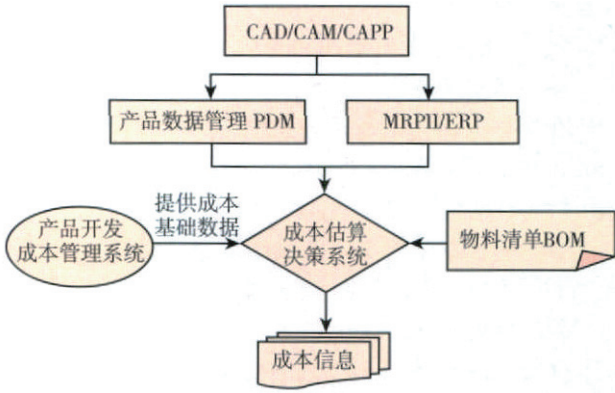 CAD/CAM/CAPP
产品数据管理 PDM
MRPII/ERP
提供成本
基础数据
产品开发
成本管理系统
成本估算
决策系统
物料清单BOM
成本信息